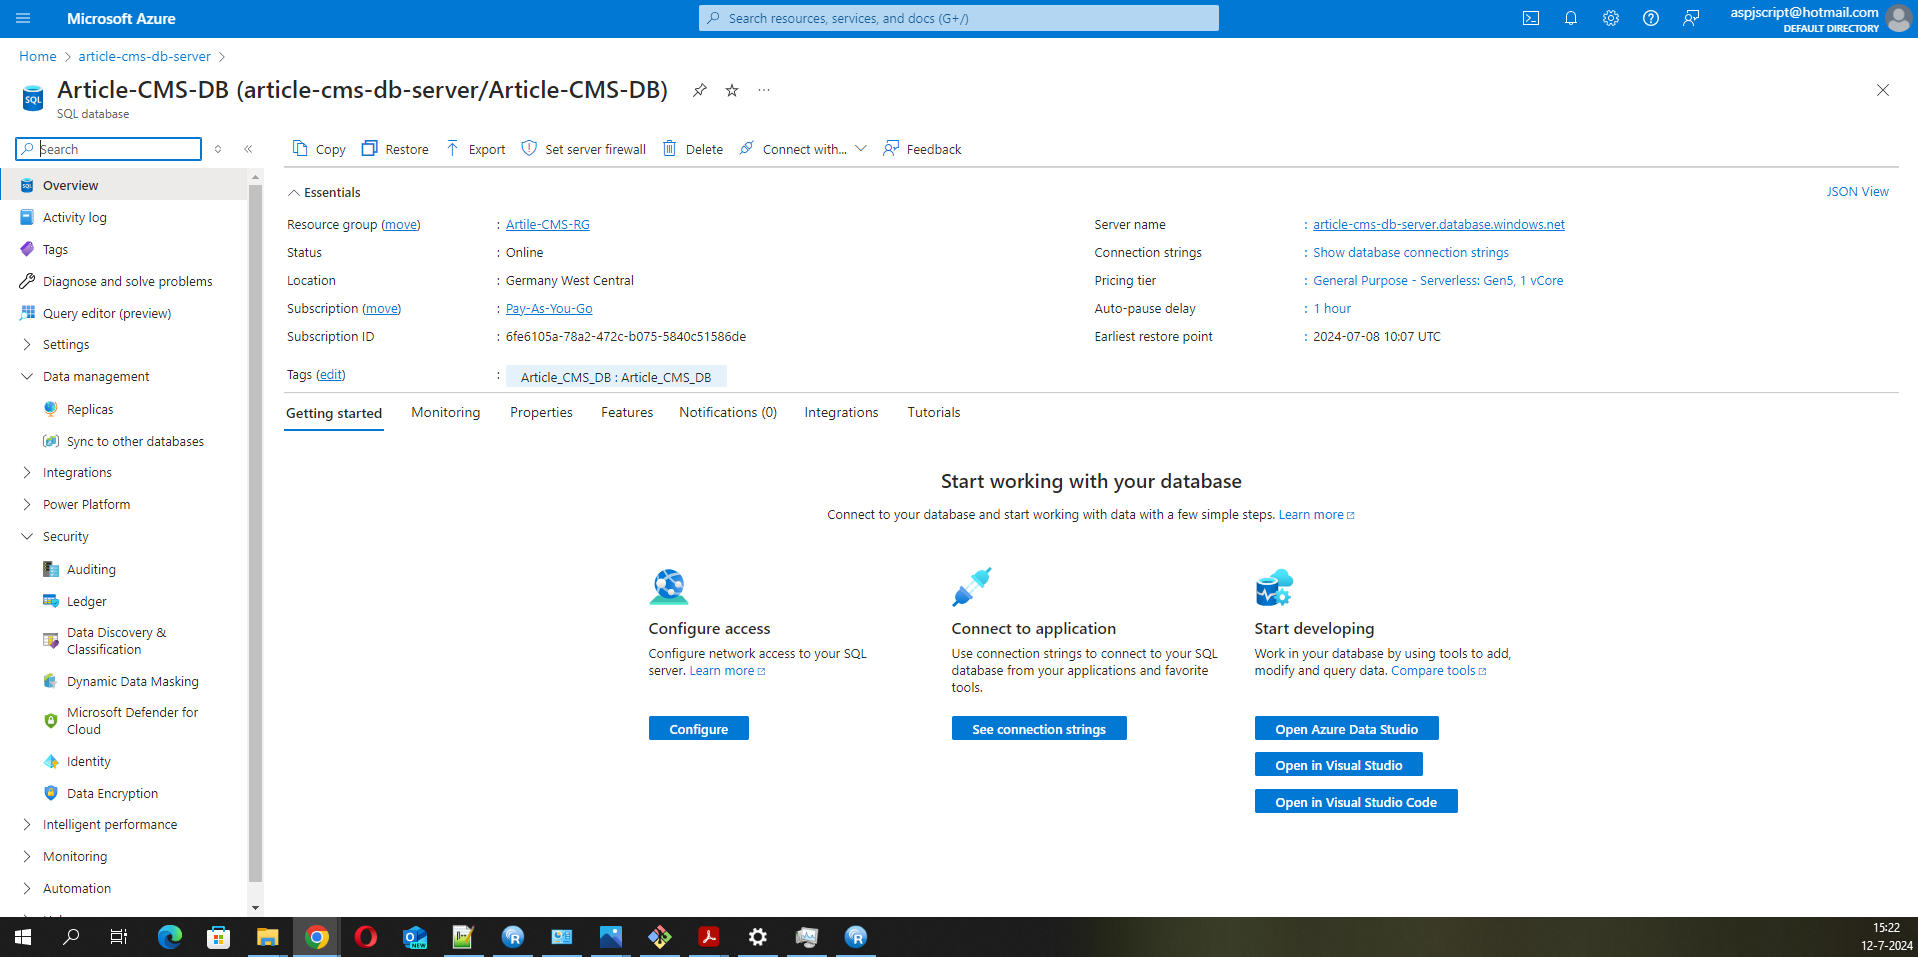 Microsoft Azure
Search resources, services, and docs (G+/)
aspjscript@hotmail.com
DEFAULT DIRECTORY
Home > article-cms-db-server >
Article-CMS-DB (article-cms-db-server/Article-CMS-DB)
SQL database
Search
Copy
Restore
Export
Set server firewall
Delete
Connect with...
Feedback
Overview
Activity log
Tags
Diagnose and solve problems
Query editor (preview)
Settings
Data management
Replicas
Sync to other databases
Integrations
Power Platform
Security
Auditing
Ledger
Data Discovery &
Classification
Dynamic Data Masking
Microsoft Defender for
Cloud
Identity
Data Encryption
Intelligent performance
Monitoring
Automation
Essentials
JSON View
Resource group (move) : Artile-CMS-RG
Status : Online
Location : Germany West Central
Subscription (move) : Pay-As-You-Go
Subscription ID : 6fe6105a-78a2-472c-b075-5840c51586de
Tags (edit) : Article_CMS_DB : Article_CMS_DB
Server name : article-cms-db-server.database.windows.net
Connection strings : Show database connection strings
Pricing tier : General Purpose - Serverless: Gen5, 1 vCore
Auto-pause delay : 1 hour
Earliest restore point : 2024-07-08 10:07 UTC
Getting started
Monitoring
Properties
Features
Notifications (0)
Integrations
Tutorials
Start working with your database
Connect to your database and start working with data with a few simple steps. Learn more
Configure access
Configure network access to your SQL
server. Learn more
Configure
Connect to application
Use connection strings to connect to your SQL
database from your applications and favorite
tools.
See connection strings
Start developing
Work in your database by using tools to add,
modify and query data. Compare tools
Open Azure Data Studio
Open in Visual Studio
Open in Visual Studio Code
15:22
12-7-2024